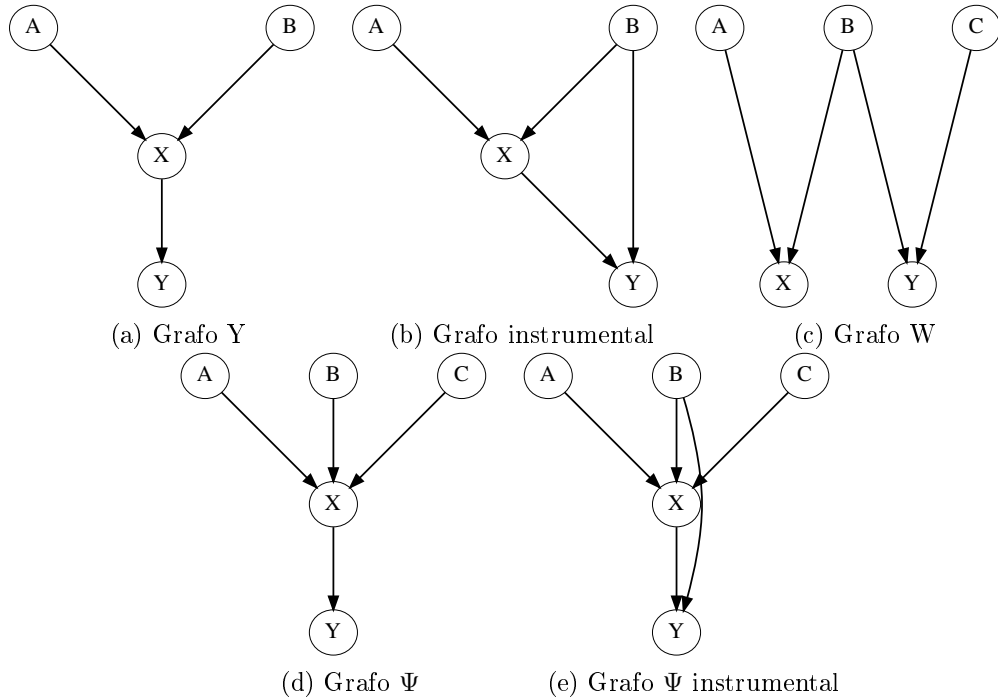 A B A B A B C
X X
Y Y X Y
(a) Grafo Y (b) Grafo instrumental (c) Grafo W
A B C A B C
X X
Y Y
(d) Grafo Ψ (e) Grafo Ψ instrumental